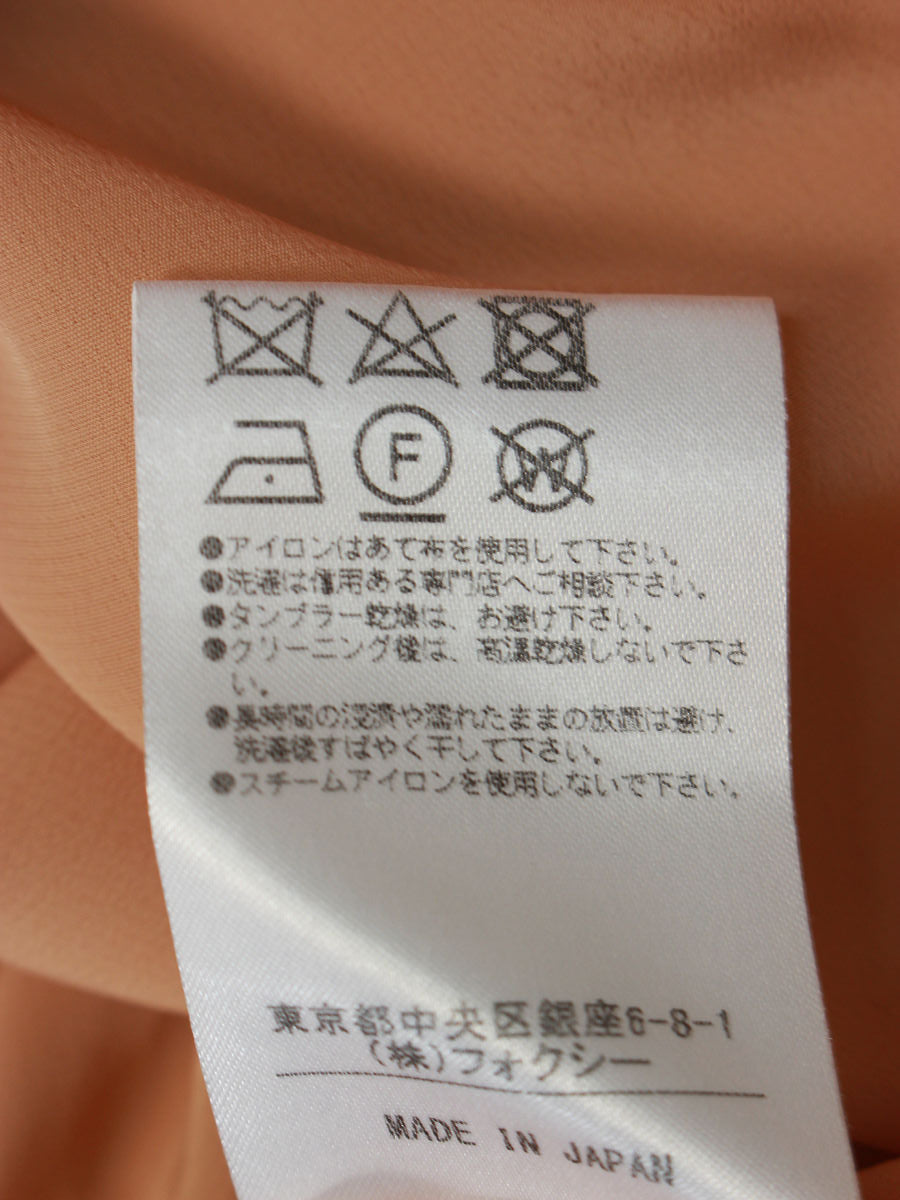 F
W
●アイロンはあて布を使用して下さい。
●洗濯は信用ある専門店へご相談下さい。
●タンブラー乾燥は、お避け下さい。
●クリーニング後は、高温乾燥しないで下さ
い。
●長時間の浸漬や濡れたままの放置は避け、
洗濯後すばやく干して下さい。
●スチームアイロンを使用しないで下さい。
東京都中央区銀座6-8-1
(株)フォクシー
MADE IN JAPAN